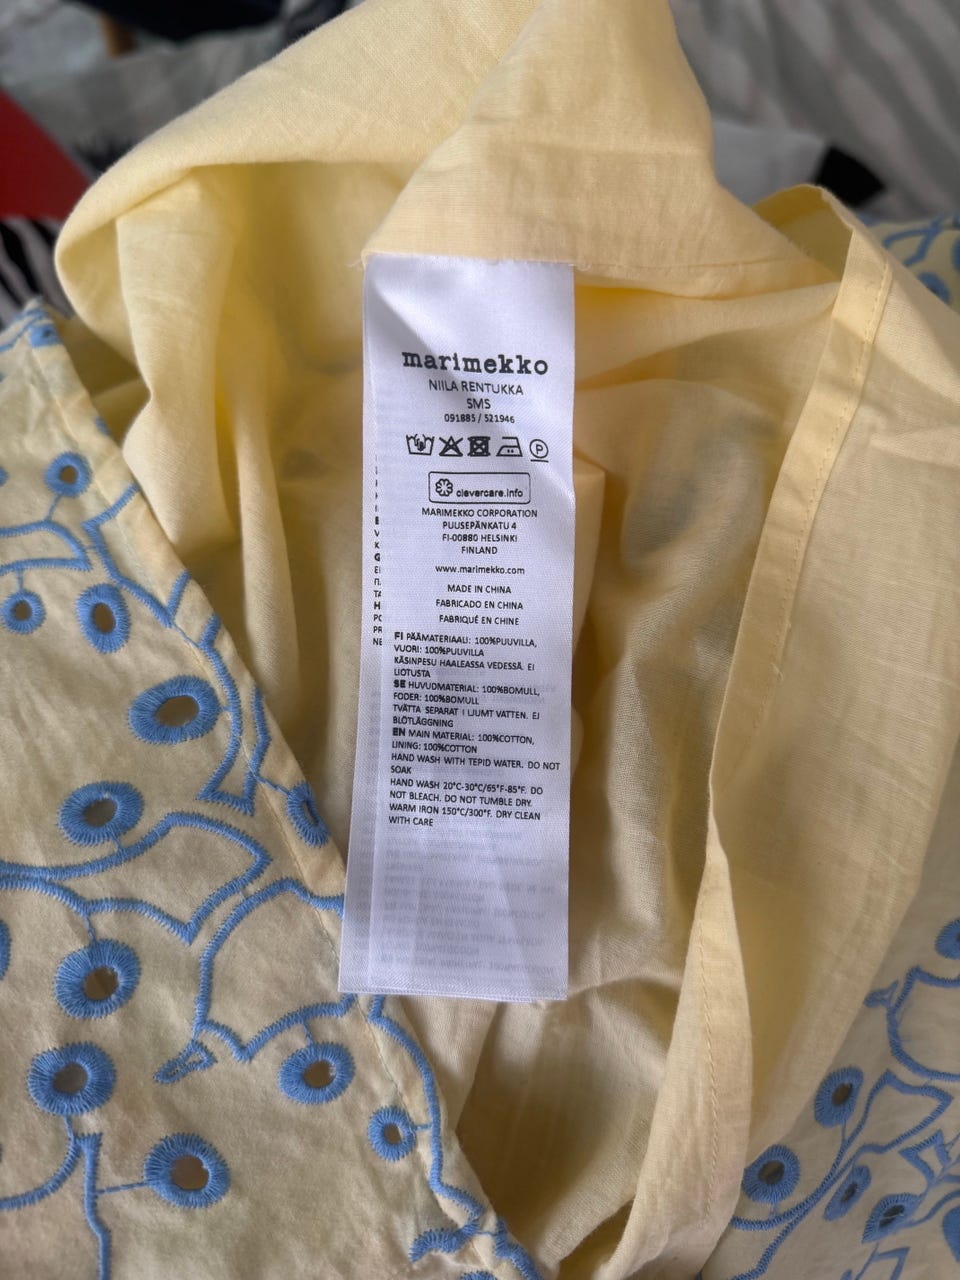 marimekko
NIILA RENTUKKA
SMS
091885 / 521946
P
clevercare.info
MARIMEKKO CORPORATION
PUUSEPÄNKATU 4
FI-00880 HELSINKI
FINLAND
www.marimekko.com
MADE IN CHINA
FABRICADO EN CHINA
FABRIQUÉ EN CHINE
FI PÄÄMATERIAALI: 100%PUUVILLA,
VUORI: 100%PUUVILLA
KÄSINPESU HAALEASSA VEDESSÄ. EI
LIOTUSTA
SE HUVUDMATERIAL: 100%BOMULL,
FODER: 100%BOMULL
TVÄTTA SEPARAT I LJUMT VATTEN. EJ
BLÖTLÄGGNING
EN MAIN MATERIAL: 100%COTTON,
LINING: 100%COTTON
HAND WASH WITH TEPID WATER. DO NOT
SOAK
HAND WASH 20°C-30°C/65°F-85°F. DO
NOT BLEACH. DO NOT TUMBLE DRY.
WARM IRON 150°C/300°F. DRY CLEAN
WITH CARE